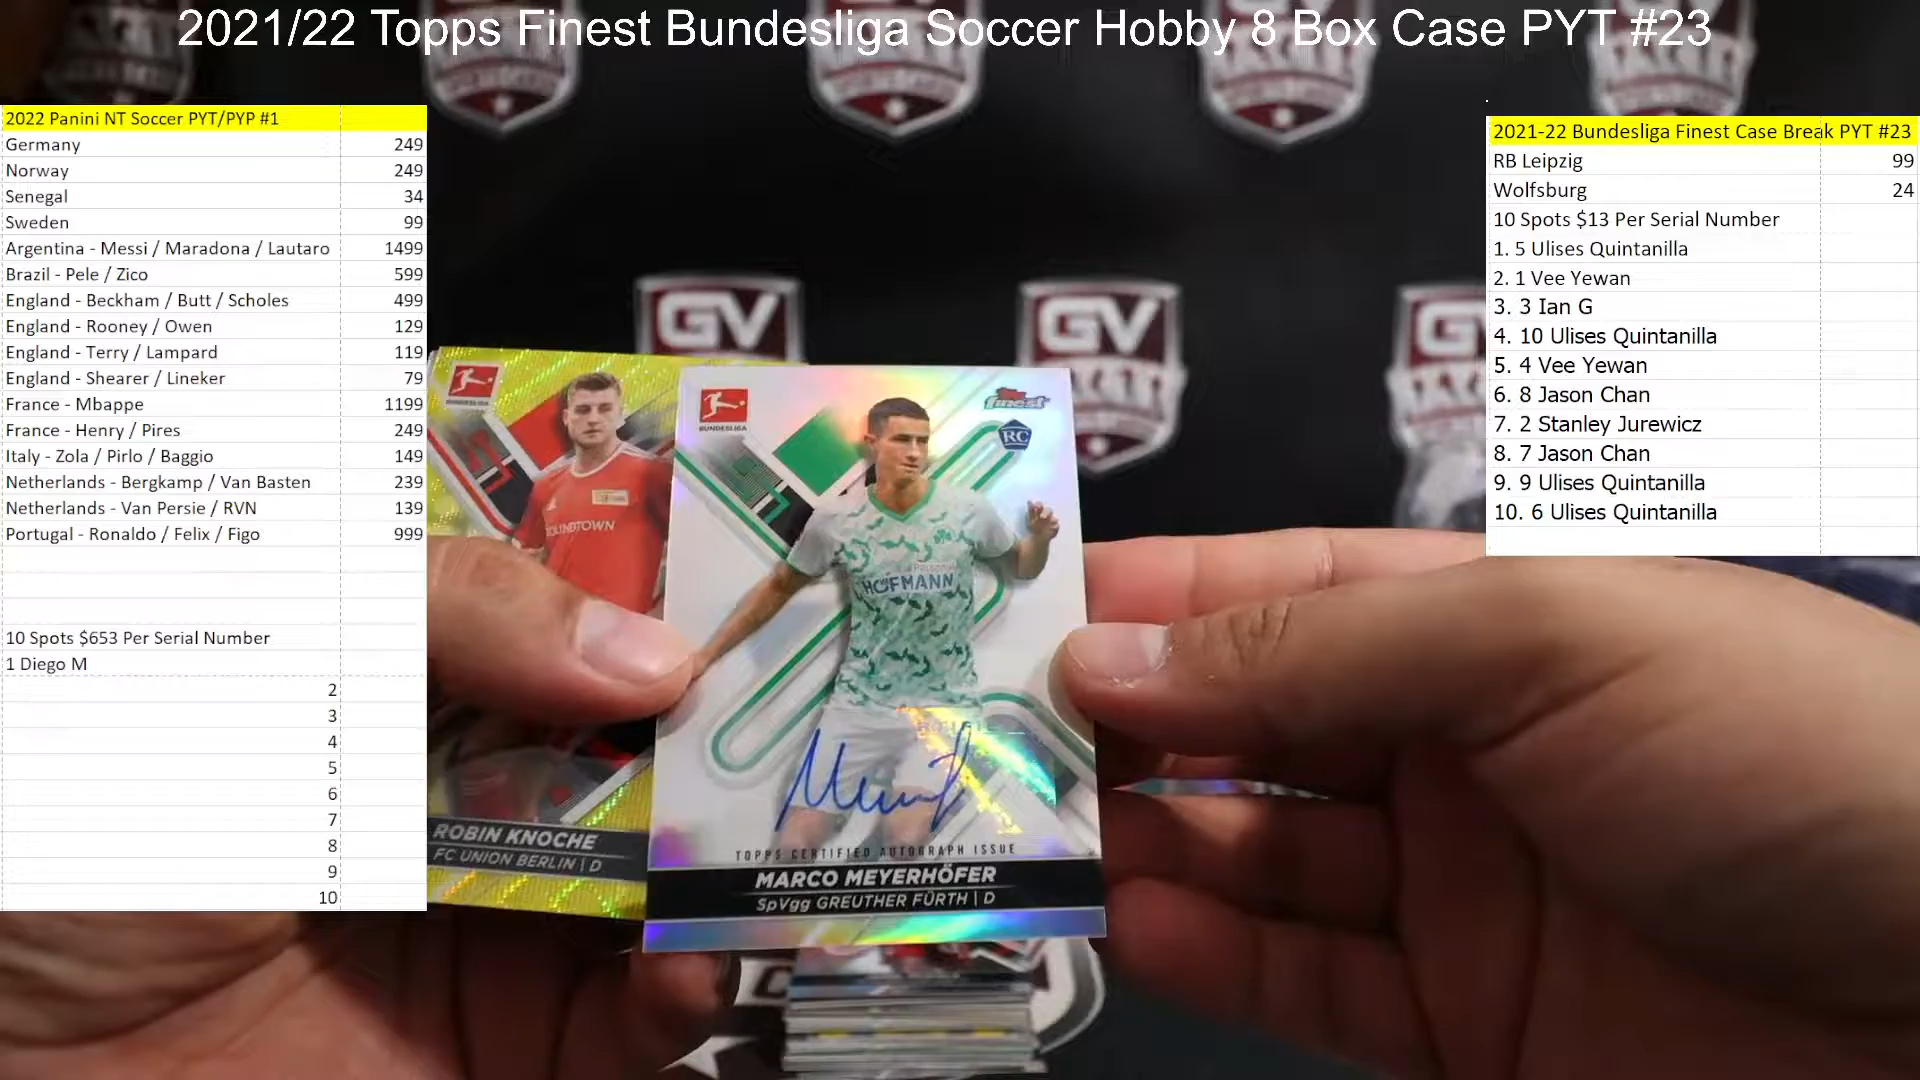 2021/22 Topps Finest Bundesliga Soccer Hobby 8 Box Case PYT #23
2022 Panini NT Soccer PYT/PYP #1
Germany 249
Norway 249
Senegal 34
Sweden 99
Argentina - Messi / Maradona / Lautaro 1499
Brazil - Pele / Zico 599
England - Beckham / Butt / Scholes 499
England - Rooney / Owen 129
England - Terry / Lampard 119
England - Shearer / Lineker 79
France - Mbappe 1199
France - Henry / Pires 249
Italy - Zola / Pirlo / Baggio 149
Netherlands - Bergkamp / Van Basten 239
Netherlands - Van Persie / RVN 139
Portugal - Ronaldo / Felix / Figo 999
10 Spots $653 Per Serial Number
1 Diego M
2
3
4
5
6
7
8
9
10
2021-22 Bundesliga Finest Case Break PYT #23
RB Leipzig 99
Wolfsburg 24
10 Spots $13 Per Serial Number
1. 5 Ulises Quintanilla
2. 1 Vee Yewan
3. 3 Ian G
4. 10 Ulises Quintanilla
5. 4 Vee Yewan
6. 8 Jason Chan
7. 2 Stanley Jurewicz
8. 7 Jason Chan
9. 9 Ulises Quintanilla
10. 6 Ulises Quintanilla
GV
GV
BUNDESLIGA
ROBIN KNOCHE
FC UNION BERLIN | D
BUNDESLIGA
finest
RC
HOFMANN
TOPPS CERTIFIED AUTOGRAPH ISSUE
MARCO MEYERHÖFER
SpVgg GREUTHER FÜRTH | D